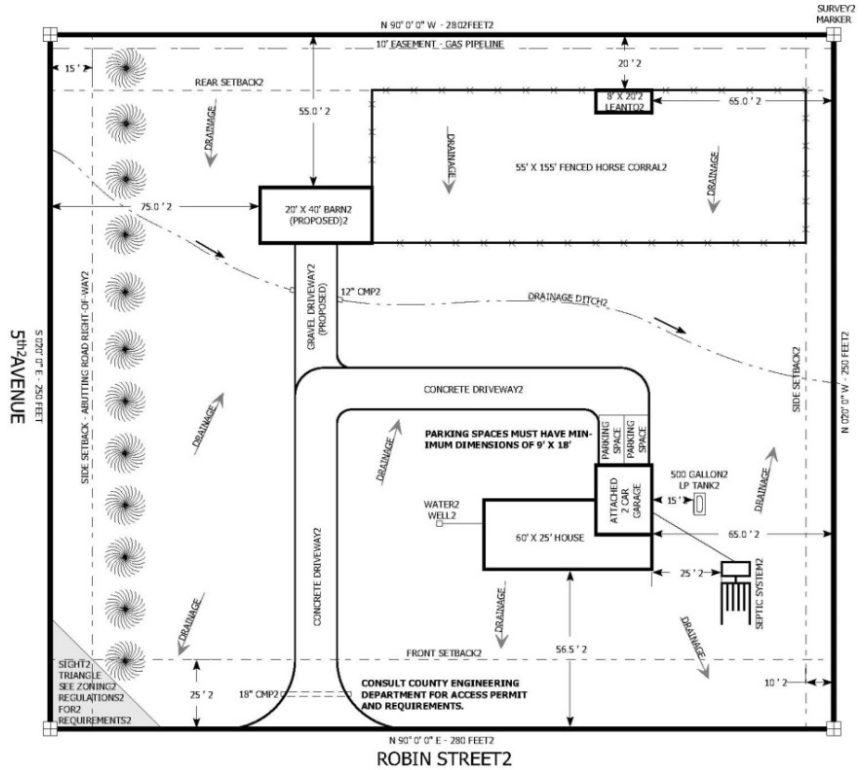 SURVEY2
MARKER
N 90° 0' 0" W - 2802FEET2
10' EASEMENT - GAS PIPELINE
15 ' 2
20 ' 2
REAR SETBACK2
8' X 20'2
LEANTO2
65.0 ' 2
55.0 ' 2
DRAINAGE
DRAINAGE
DRAINAGE
55' X 155' FENCED HORSE CORRAL2
20' X 40' BARN2
(PROPOSED)2
75.0 ' 2
12" CMP2
DRAINAGE DITCH2
GRAVEL DRIVEWAY2
(PROPOSED)
SIDE SETBACK - ABUTTING ROAD RIGHT-OF-WAY2
5th2 AVENUE
S 020' 0" E - 250 FEET
SIDE SETBACK2
N 020' 0" W - 250 FEET2
CONCRETE DRIVEWAY2
DRAINAGE
DRAINAGE
DRAINAGE
PARKING SPACES MUST HAVE MIN-
IMUM DIMENSIONS OF 9' X 18'
PARKING
SPACE
PARKING
SPACE
500 GALLON2
LP TANK2
15 ' 2
ATTACHED
2 CAR
GARAGE
WATER2
WELL2
60' X 25' HOUSE
65.0 ' 2
25 ' 2
SEPTIC SYSTEM2
CONCRETE DRIVEWAY2
DRAINAGE
DRAINAGE
DRAINAGE
56.5 ' 2
FRONT SETBACK2
SIGHT2
TRIANGLE
SEE ZONING2
REGULATIONS2
FOR2
REQUIREMENTS2
25 ' 2
18" CMP2
CONSULT COUNTY ENGINEERING
DEPARTMENT FOR ACCESS PERMIT
AND REQUIREMENTS.
10 ' 2
N 90° 0' 0" E - 280 FEET2
ROBIN STREET2